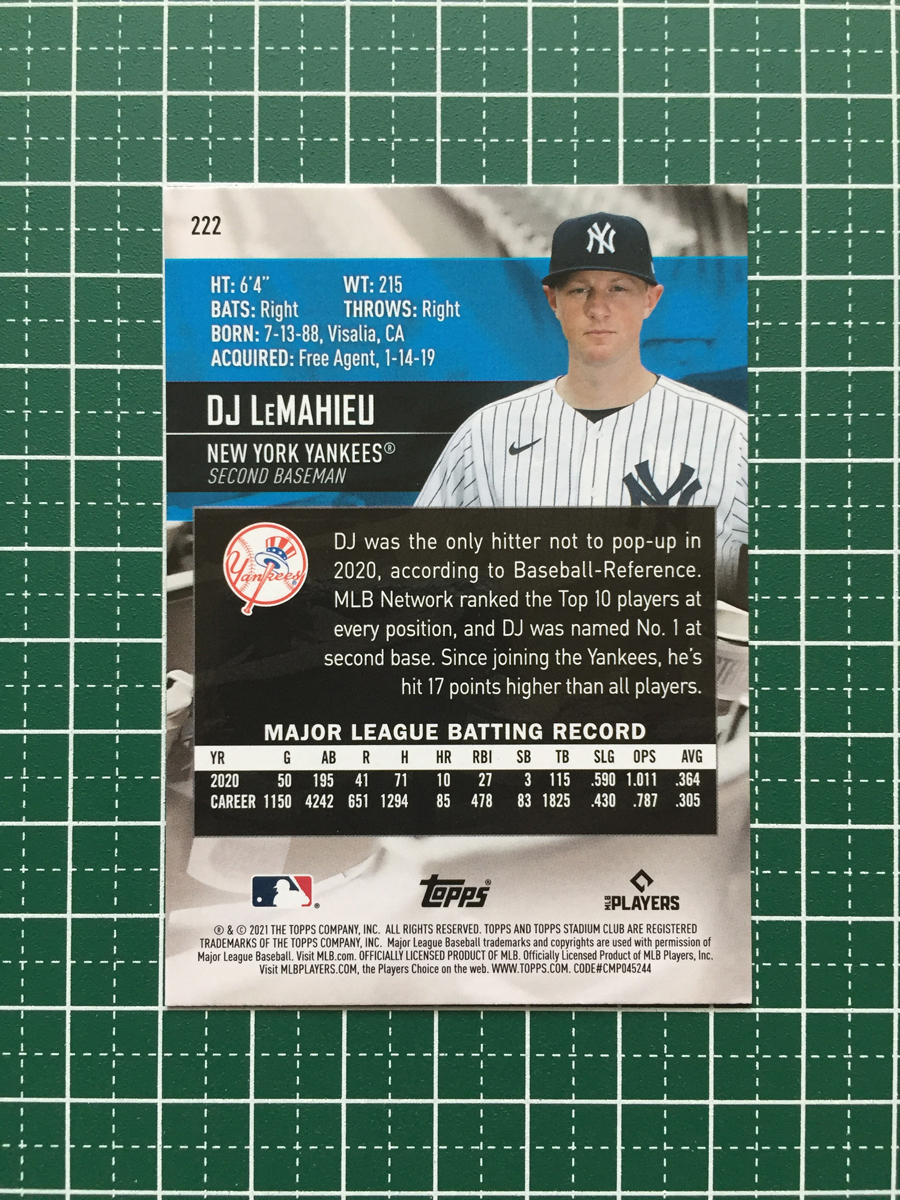 222
HT: 6'4" WT: 215
BATS: Right THROWS: Right
BORN: 7-13-88, Visalia, CA
ACQUIRED: Free Agent, 1-14-19
DJ LeMAHIEU
NEW YORK YANKEES®
SECOND BASEMAN
NY
NY
Yankees
DJ was the only hitter not to pop-up in
2020, according to Baseball-Reference.
MLB Network ranked the Top 10 players at
every position, and DJ was named No. 1 at
second base. Since joining the Yankees, he's
hit 17 points higher than all players.
MAJOR LEAGUE BATTING RECORD
YR G AB R H HR RBI SB TB SLG OPS AVG
2020 50 195 41 71 10 27 3 115 .590 1.011 .364
CAREER 1150 4242 651 1294 85 478 83 1825 .430 .787 .305
® topps® MLB PLAYERS
® & © 2021 THE TOPPS COMPANY, INC. ALL RIGHTS RESERVED. TOPPS AND TOPPS STADIUM CLUB ARE REGISTERED
TRADEMARKS OF THE TOPPS COMPANY, INC. Major League Baseball trademarks and copyrights are used with permission of
Major League Baseball. Visit MLB.com. OFFICIALLY LICENSED PRODUCT OF MLB. Officially Licensed Product of MLB Players, Inc.
Visit MLBPLAYERS.COM, the Players Choice on the web. WWW.TOPPS.COM. CODE#CMP045244